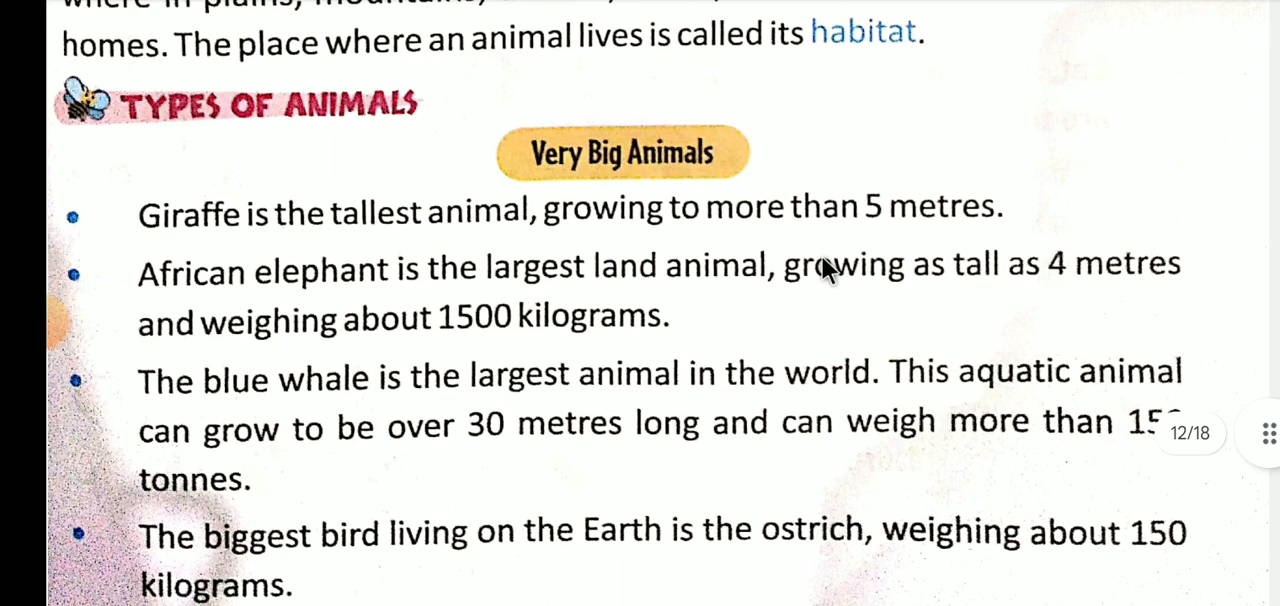 homes. The place where an animal lives is called its habitat.
TYPES OF ANIMALS
Very Big Animals
• Giraffe is the tallest animal, growing to more than 5 metres.
• African elephant is the largest land animal, growing as tall as 4 metres
and weighing about 1500 kilograms.
• The blue whale is the largest animal in the world. This aquatic animal
can grow to be over 30 metres long and can weigh more than
12/18
tonnes.
• The biggest bird living on the Earth is the ostrich, weighing about 150
kilograms.